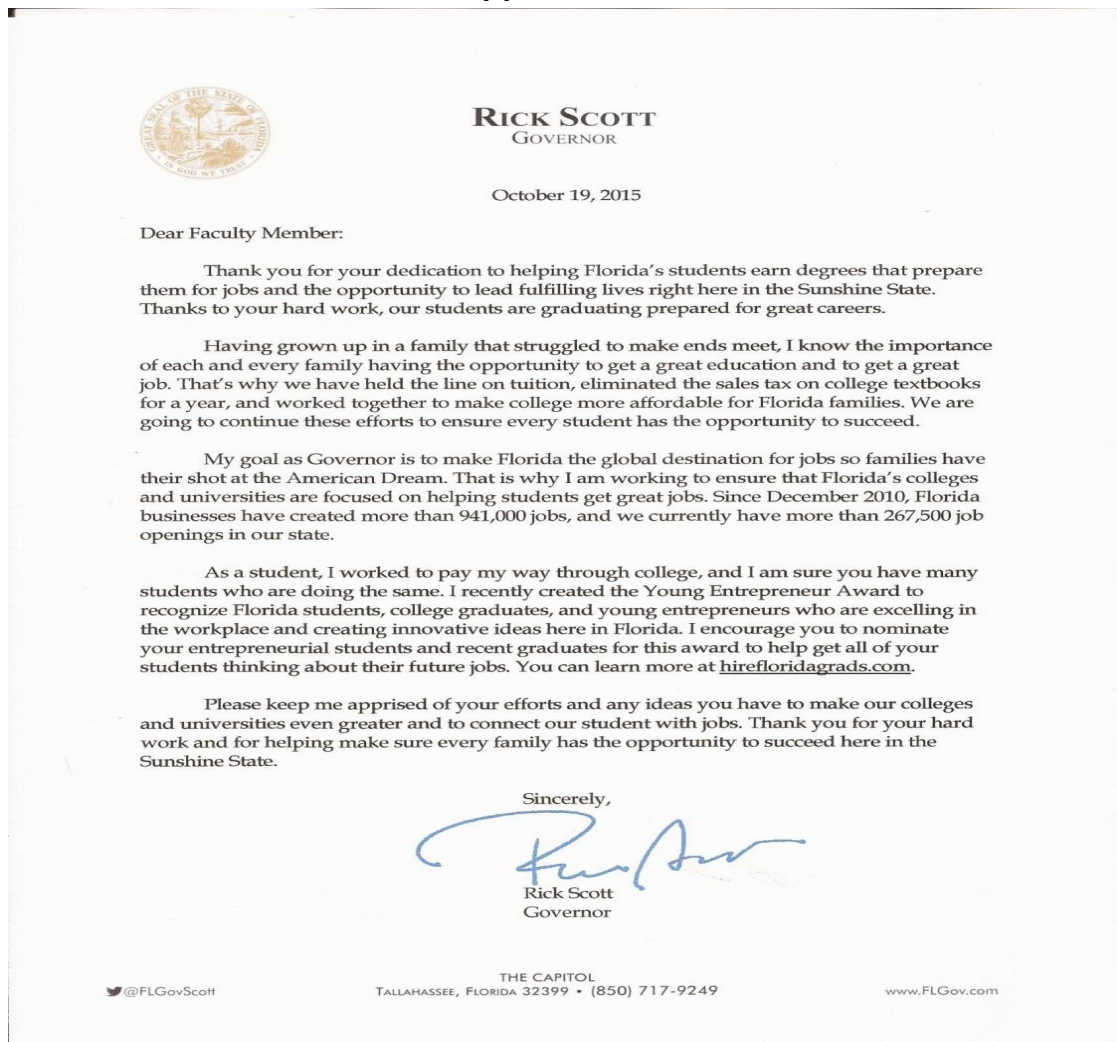 GREAT SEAL OF THE STATE OF FLORIDA
IN GOD WE TRUST
RICK SCOTT
GOVERNOR
October 19, 2015
Dear Faculty Member:
Thank you for your dedication to helping Florida's students earn degrees that prepare
them for jobs and the opportunity to lead fulfilling lives right here in the Sunshine State.
Thanks to your hard work, our students are graduating prepared for great careers.
Having grown up in a family that struggled to make ends meet, I know the importance
of each and every family having the opportunity to get a great education and to get a great
job. That's why we have held the line on tuition, eliminated the sales tax on college textbooks
for a year, and worked together to make college more affordable for Florida families. We are
going to continue these efforts to ensure every student has the opportunity to succeed.
My goal as Governor is to make Florida the global destination for jobs so families have
their shot at the American Dream. That is why I am working to ensure that Florida's colleges
and universities are focused on helping students get great jobs. Since December 2010, Florida
businesses have created more than 941,000 jobs, and we currently have more than 267,500 job
openings in our state.
As a student, I worked to pay my way through college, and I am sure you have many
students who are doing the same. I recently created the Young Entrepreneur Award to
recognize Florida students, college graduates, and young entrepreneurs who are excelling in
the workplace and creating innovative ideas here in Florida. I encourage you to nominate
your entrepreneurial students and recent graduates for this award to help get all of your
students thinking about their future jobs. You can learn more at hirefloridagrads.com.
Please keep me apprised of your efforts and any ideas you have to make our colleges
and universities even greater and to connect our student with jobs. Thank you for your hard
work and for helping make sure every family has the opportunity to succeed here in the
Sunshine State.
Sincerely,
Rick Scott
Rick Scott
Governor
THE CAPITOL
TALLAHASSEE, FLORIDA 32399 • (850) 717-9249
@FLGovScott
www.FLGov.com